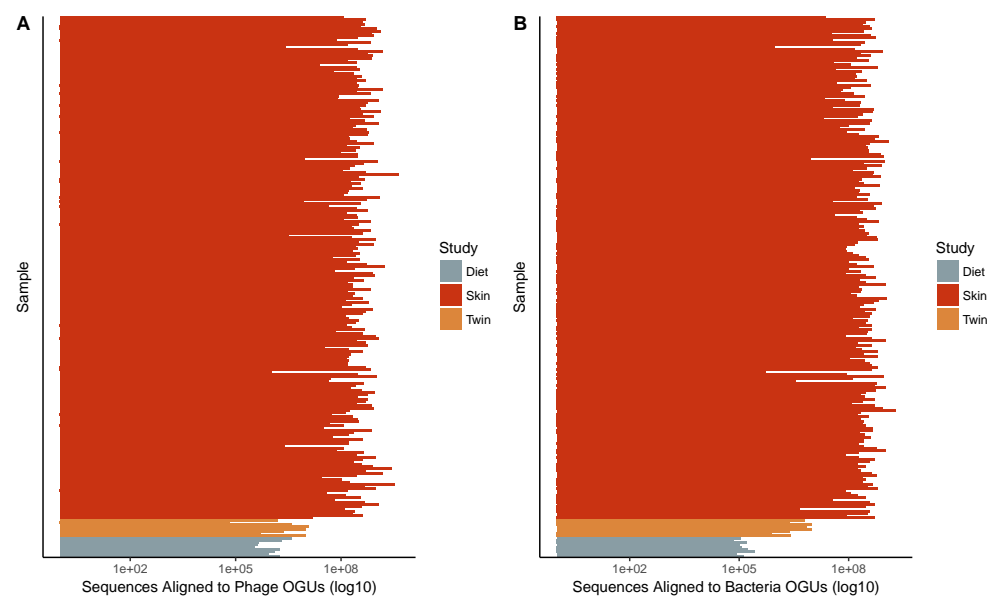 A
Sample
1e+02
1e+05
1e+08
Sequences Aligned to Phage OGUs (log10)
Study
Diet
Skin
Twin
B
Sample
1e+02
1e+05
1e+08
Sequences Aligned to Bacteria OGUs (log10)
Study
Diet
Skin
Twin